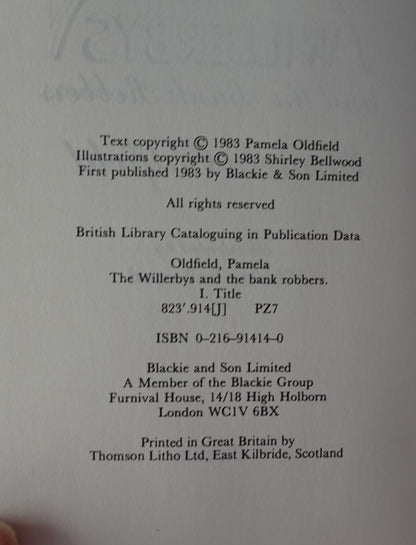 Text copyright © 1983 Pamela Oldfield
Illustrations copyright © 1983 Shirley Bellwood
First published 1983 by Blackie & Son Limited
All rights reserved
British Library Cataloguing in Publication Data
Oldfield, Pamela
The Willerbys and the bank robbers.
I. Title
823′.914[J] PZ7
ISBN 0–216–91414–0
Blackie and Son Limited
A Member of the Blackie Group
Furnival House, 14/18 High Holborn
London WC1V 6BX
Printed in Great Britain by
Thomson Litho Ltd, East Kilbride, Scotland